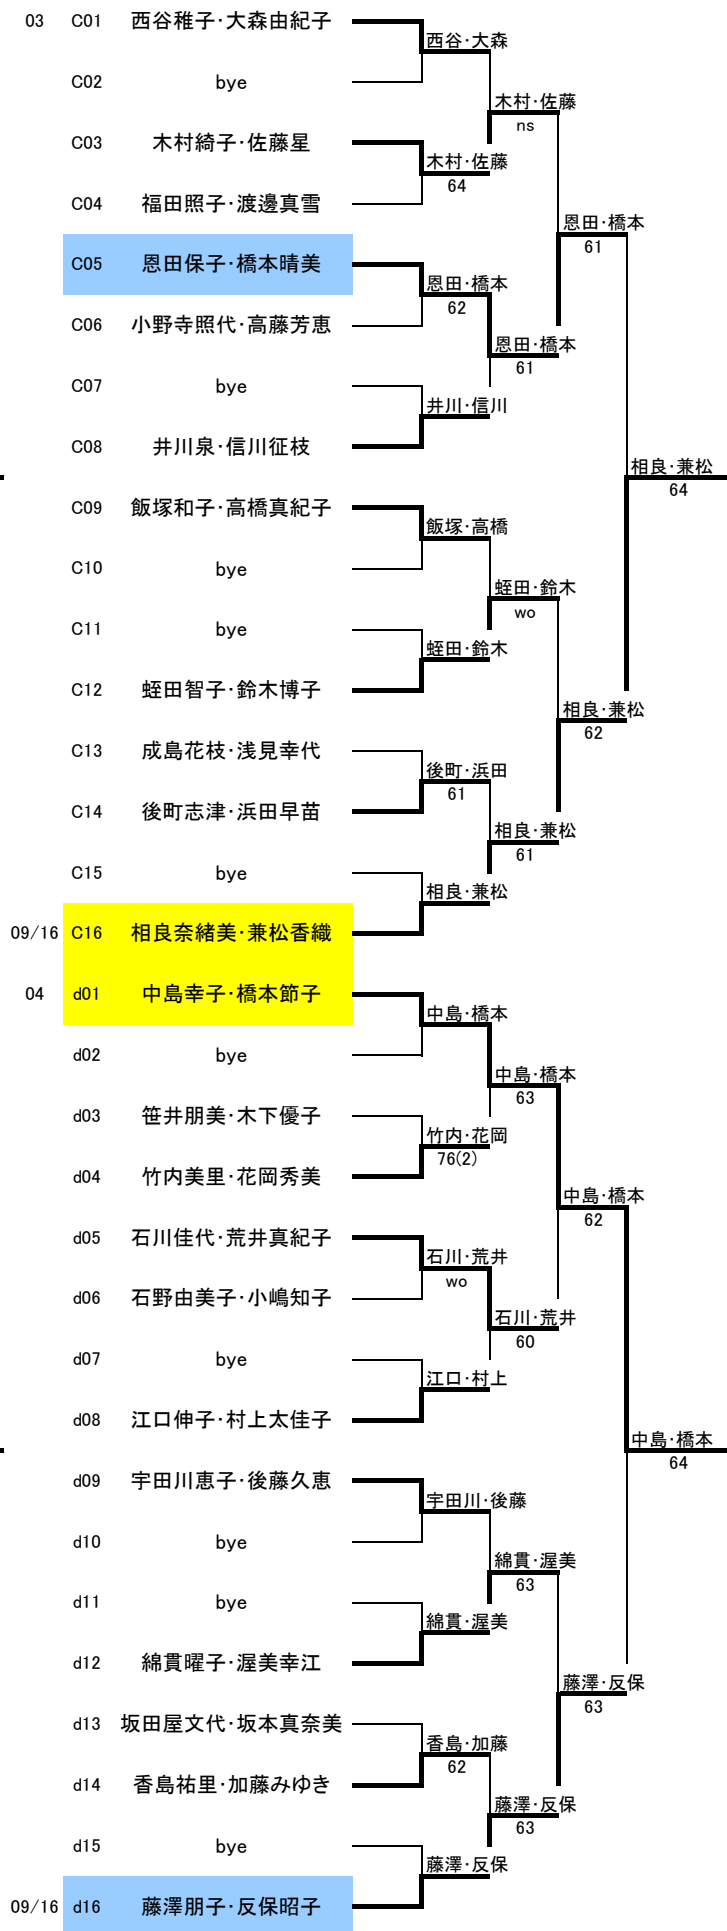 03 C01 西谷稚子・大森由紀子
西谷・大森
C02 bye
木村・佐藤
ns
C03 木村綺子・佐藤星
木村・佐藤
64
C04 福田照子・渡邊真雪
恩田・橋本
61
C05 恩田保子・橋本晴美
恩田・橋本
62
C06 小野寺照代・高藤芳恵
恩田・橋本
61
C07 bye
井川・信川
C08 井川泉・信川征枝
相良・兼松
64
C09 飯塚和子・高橋真紀子
飯塚・高橋
C10 bye
蛭田・鈴木
wo
C11 bye
蛭田・鈴木
C12 蛭田智子・鈴木博子
相良・兼松
62
C13 成島花枝・浅見幸代
後町・浜田
61
C14 後町志津・浜田早苗
相良・兼松
61
C15 bye
相良・兼松
09/16 C16 相良奈緒美・兼松香織
04 d01 中島幸子・橋本節子
中島・橋本
d02 bye
中島・橋本
63
d03 笹井朋美・木下優子
竹内・花岡
76(2)
d04 竹内美里・花岡秀美
中島・橋本
62
d05 石川佳代・荒井真紀子
石川・荒井
wo
d06 石野由美子・小嶋知子
石川・荒井
60
d07 bye
江口・村上
d08 江口伸子・村上太佳子
中島・橋本
64
d09 宇田川恵子・後藤久恵
宇田川・後藤
d10 bye
綿貫・渥美
63
d11 bye
綿貫・渥美
d12 綿貫曜子・渥美幸江
藤澤・反保
63
d13 坂田屋文代・坂本真奈美
香島・加藤
62
d14 香島祐里・加藤みゆき
藤澤・反保
63
d15 bye
藤澤・反保
09/16 d16 藤澤朋子・反保昭子